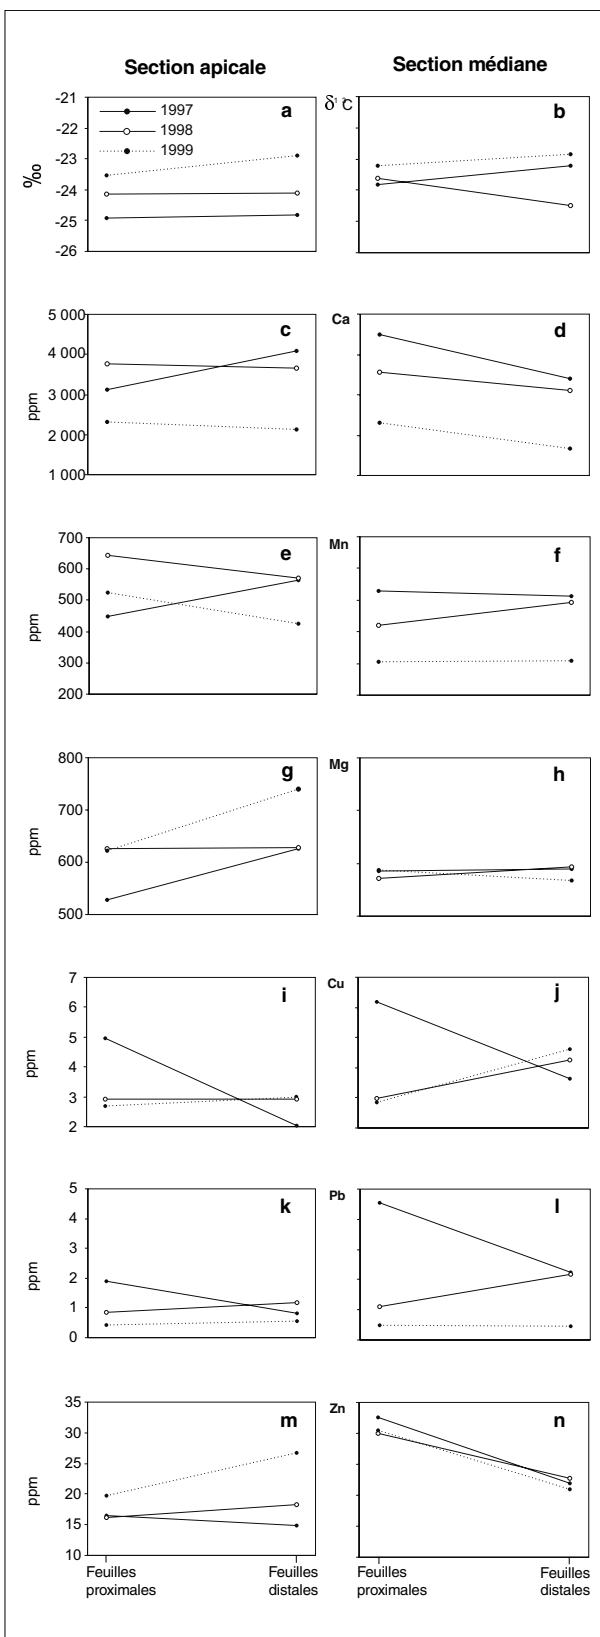 Section apicale
Section médiane
-21
-22
-23
-24
-25
-26
‰
1997
1998
1999
a
δ¹ C
b
5 000
4 000
3 000
2 000
1 000
ppm
c
Ca
d
700
600
500
400
300
200
ppm
e
Mn
f
800
700
600
500
ppm
g
Mg
h
7
6
5
4
3
2
ppm
i
Cu
j
5
4
3
2
1
0
ppm
k
Pb
l
35
30
25
20
15
10
ppm
m
Zn
n
Feuilles
proximales
Feuilles
distales
Feuilles
proximales
Feuilles
distales